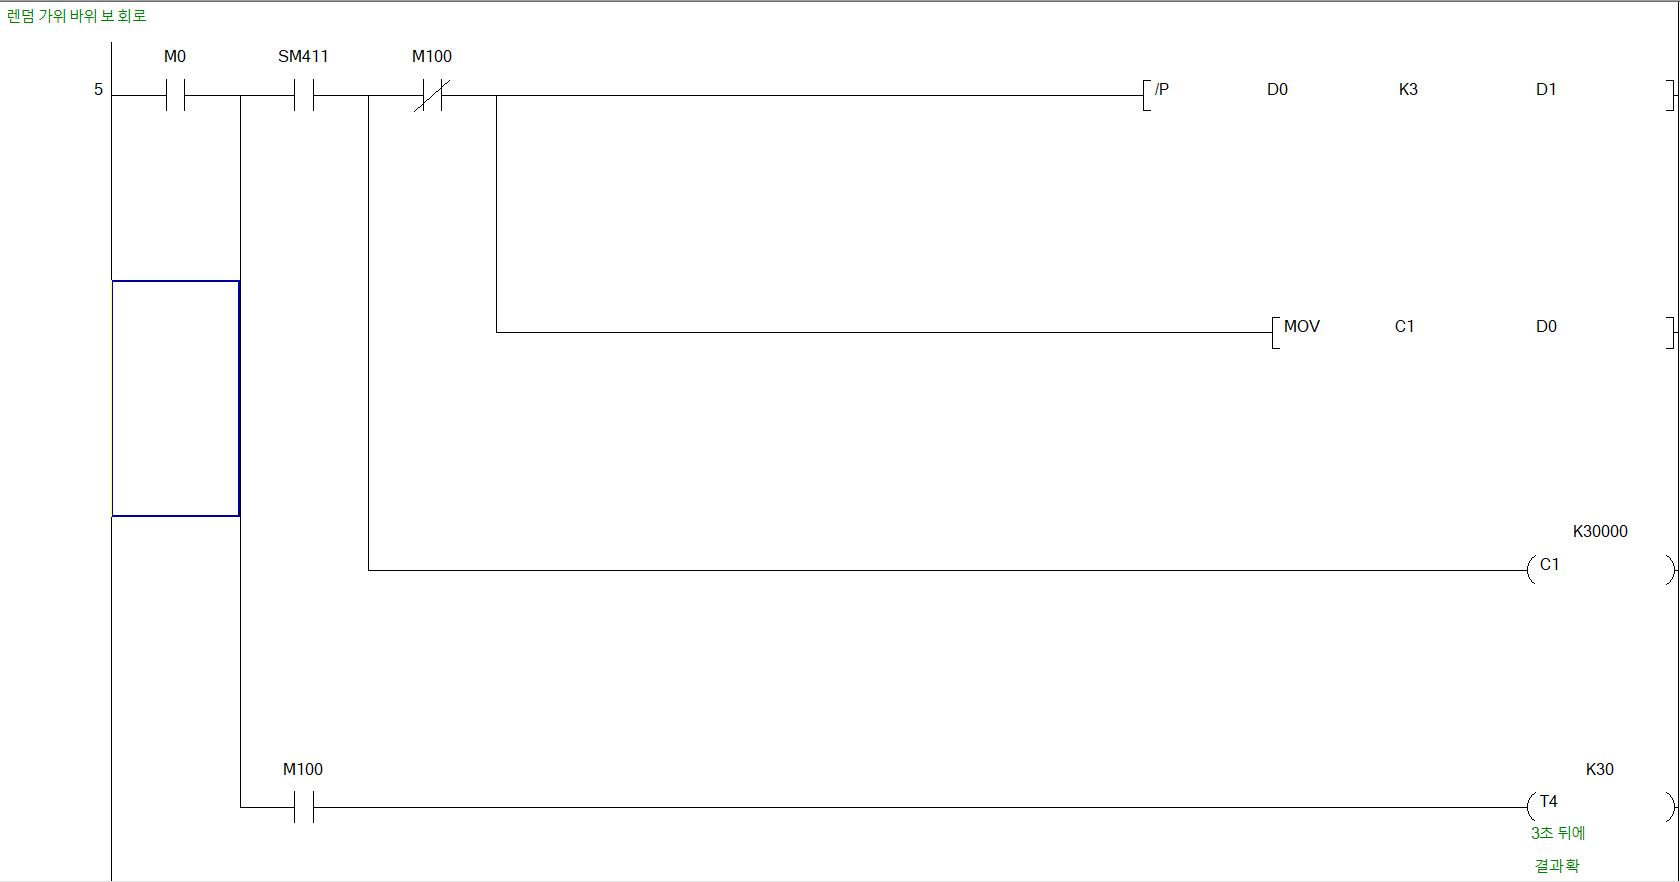 렌덤 가위 바위 보 회로
M0 SM411 M100
5 /P D0 K3 D1
MOV C1 D0
K30000
C1
M100 K30
T4
3초 뒤에
결과확